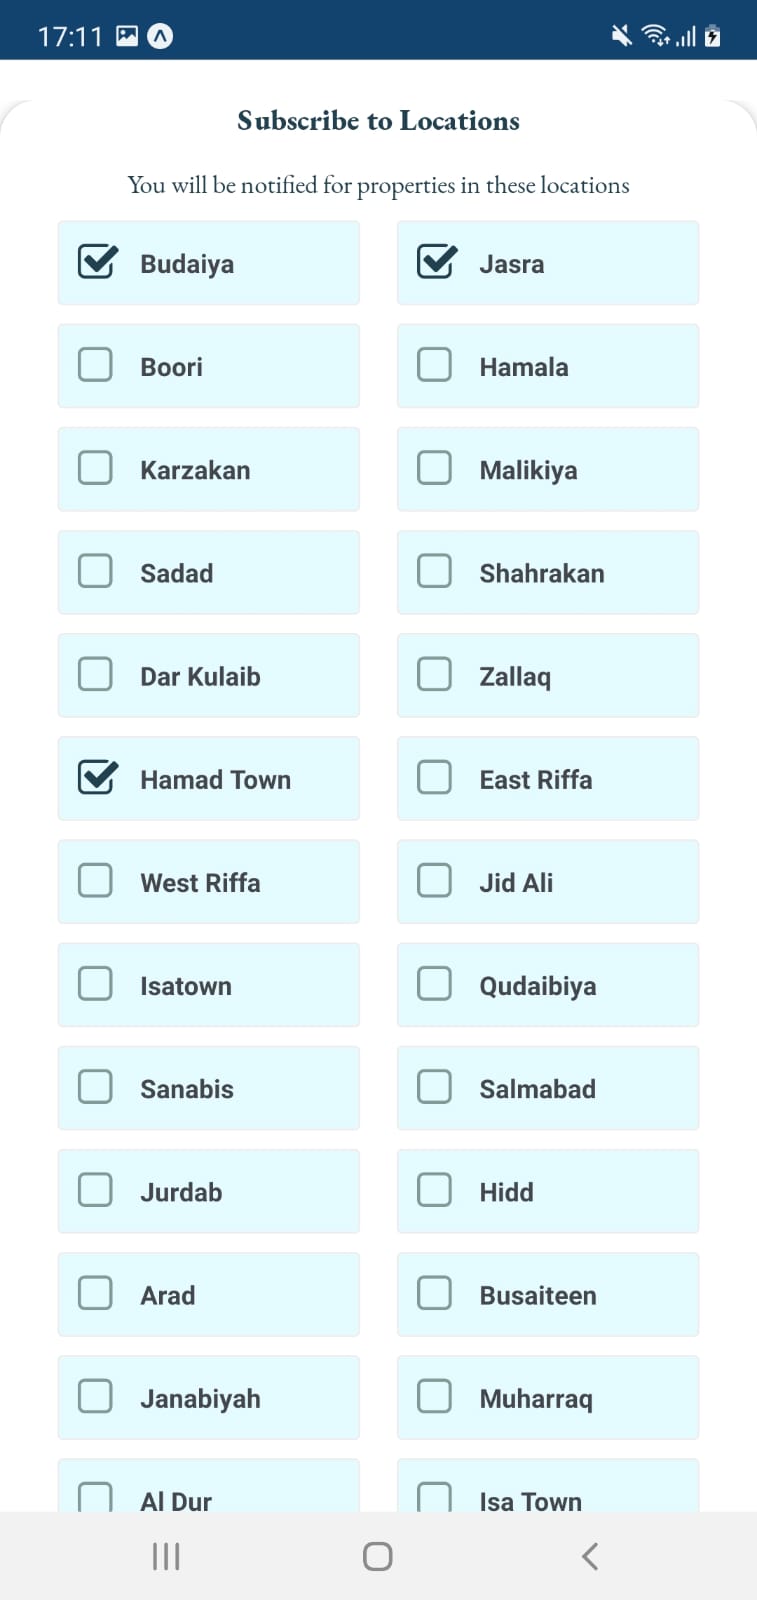 17:11
Subscribe to Locations
You will be notified for properties in these locations
Budaiya
Jasra
Boori
Hamala
Karzakan
Malikiya
Sadad
Shahrakan
Dar Kulaib
Zallaq
Hamad Town
East Riffa
West Riffa
Jid Ali
Isatown
Qudaibiya
Sanabis
Salmabad
Jurdab
Hidd
Arad
Busaiteen
Janabiyah
Muharraq
Al Dur
Isa Town